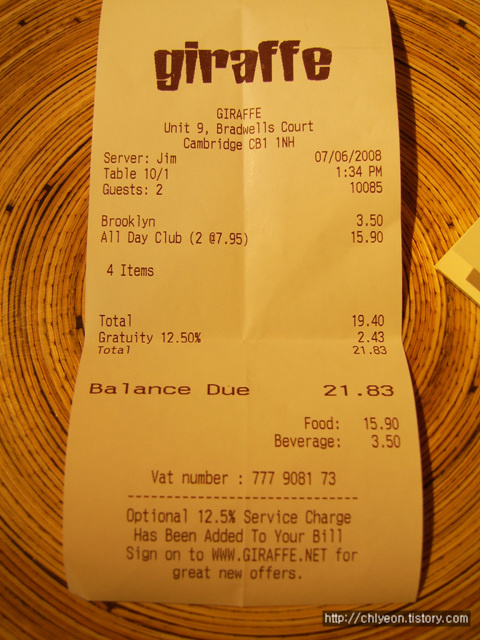 giraffe
GIRAFFE
Unit 9, Bradwells Court
Cambridge CB1 1NH
Server: Jim 07/06/2008
Table 10/1 1:34 PM
Guests: 2 10085
Brooklyn 3.50
All Day Club (2 @7.95) 15.90
4 Items
Total 19.40
Gratuity 12.50% 2.43
Total 21.83
Balance Due 21.83
Food: 15.90
Beverage: 3.50
Vat number : 777 9081 73
--------------------------------
Optional 12.5% Service Charge
Has Been Added To Your Bill
Sign on to WWW.GIRAFFE.NET for
great new offers.
http://chlyeon.tistory.com